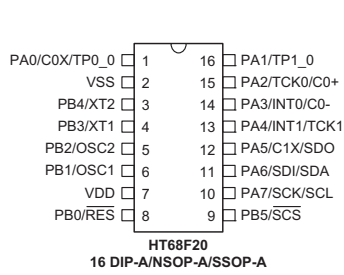 PA0/C0X/TP0_0 1 16 PA1/TP1_0
VSS 2 15 PA2/TCK0/C0+
PB4/XT2 3 14 PA3/INT0/C0-
PB3/XT1 4 13 PA4/INT1/TCK1
PB2/OSC2 5 12 PA5/C1X/SDO
PB1/OSC1 6 11 PA6/SDI/SDA
VDD 7 10 PA7/SCK/SCL
PB0/RES 8 9 PB5/SCS
HT68F20
16 DIP-A/NSOP-A/SSOP-A